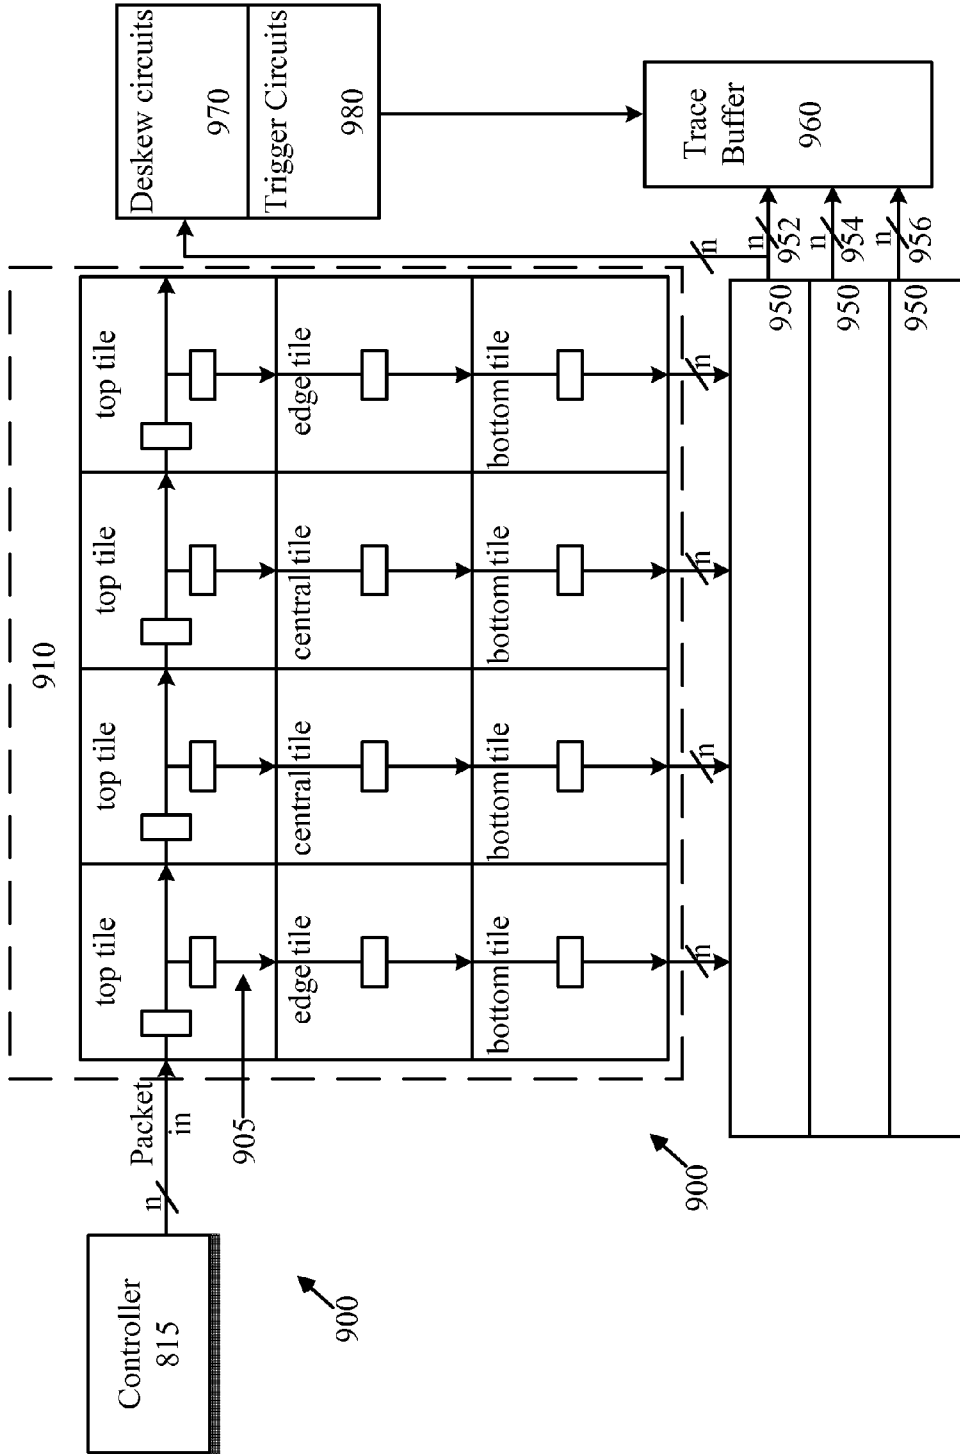 Controller
815
n
Packet
in
905
900
900
910
top tile
top tile
top tile
top tile
edge tile
central tile
central tile
edge tile
bottom tile
bottom tile
bottom tile
bottom tile
n
n
n
n
Deskew circuits
970
Trigger Circuits
980
n
Trace
Buffer
960
n
952
n
954
n
956
950
950
950